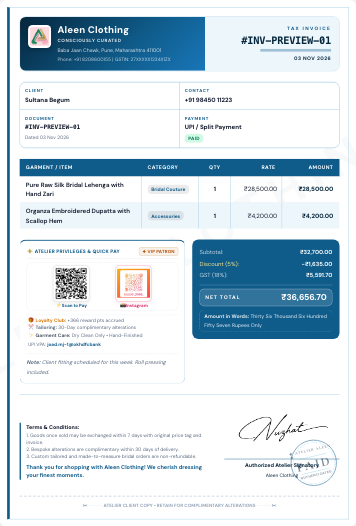 Aleen Clothing
CONSCIOUSLY CURATED
Baba Jaan Chawk, Pune, Maharashtra 411001
TAX INVOICE
#INV-PREVIEW-01
03 NOV 2026
CLIENT
Sultana Begum
CONTACT
+91 98450 11223
DOCUMENT
#INV-PREVIEW-01
Dated 03 Nov 2026
PAYMENT
UPI / Split Payment
PAID
GARMENT / ITEM CATEGORY QTY RATE AMOUNT
Pure Raw Silk Bridal Lehenga with Hand Zari Bridal Couture 1 ₹28,500.00 ₹28,500.00
Organza Embroidered Dupatta with Scallop Hem Accessories 1 ₹4,200.00 ₹4,200.00
ATELIER PRIVILEGES & QUICK PAY
VIP PATRON
Scan to Pay
Instagram
Loyalty Club: +366 reward pts accrued
Tailoring: 30-Day complimentary alterations
Garment Care: Dry Clean Only • Hand-Finished
UPI VPA:
Note: Client fitting scheduled for this week. Roll pressing included.
Subtotal: ₹32,700.00
Discount (5%): -₹1,635.00
GST (18%): ₹5,591.70
NET TOTAL ₹36,656.70
Amount in Words: Thirty Six Thousand Six Hundred
Fifty Seven Rupees Only
Terms & Conditions:
1. Goods once sold may be exchanged within 7 days with original price tag and
invoice.
2. Bespoke alterations are complimentary within 30 days of delivery.
3. Custom tailored and made-to-measure bridal orders are non-refundable.
Thank you for shopping with Aleen Clothing! We cherish dressing
your finest moments.
Nuzhat
Authorized Atelier Signatory
Aleen Clothing
PAID
ATELIER CLIENT COPY • RETAIN FOR COMPLIMENTARY ALTERATIONS